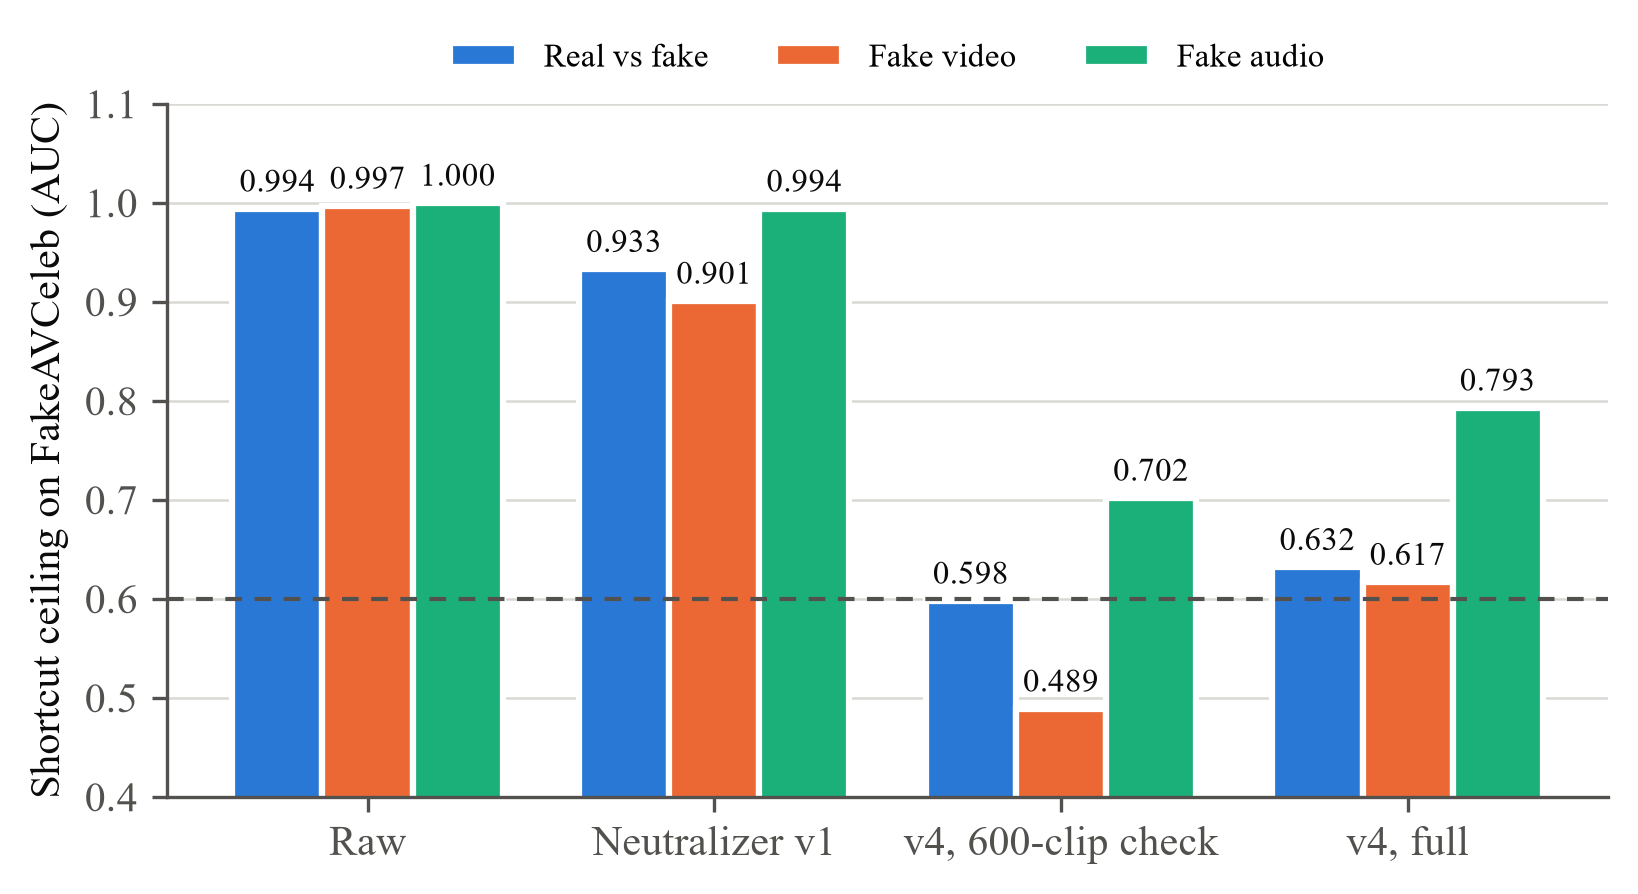 Real vs fake Fake video Fake audio
Shortcut ceiling on FakeAVCeleb (AUC)
1.1
1.0
0.9
0.8
0.7
0.6
0.5
0.4
0.994 0.997 1.000
0.933 0.901 0.994
0.598 0.489 0.702
0.632 0.617 0.793
Raw Neutralizer v1 v4, 600-clip check v4, full